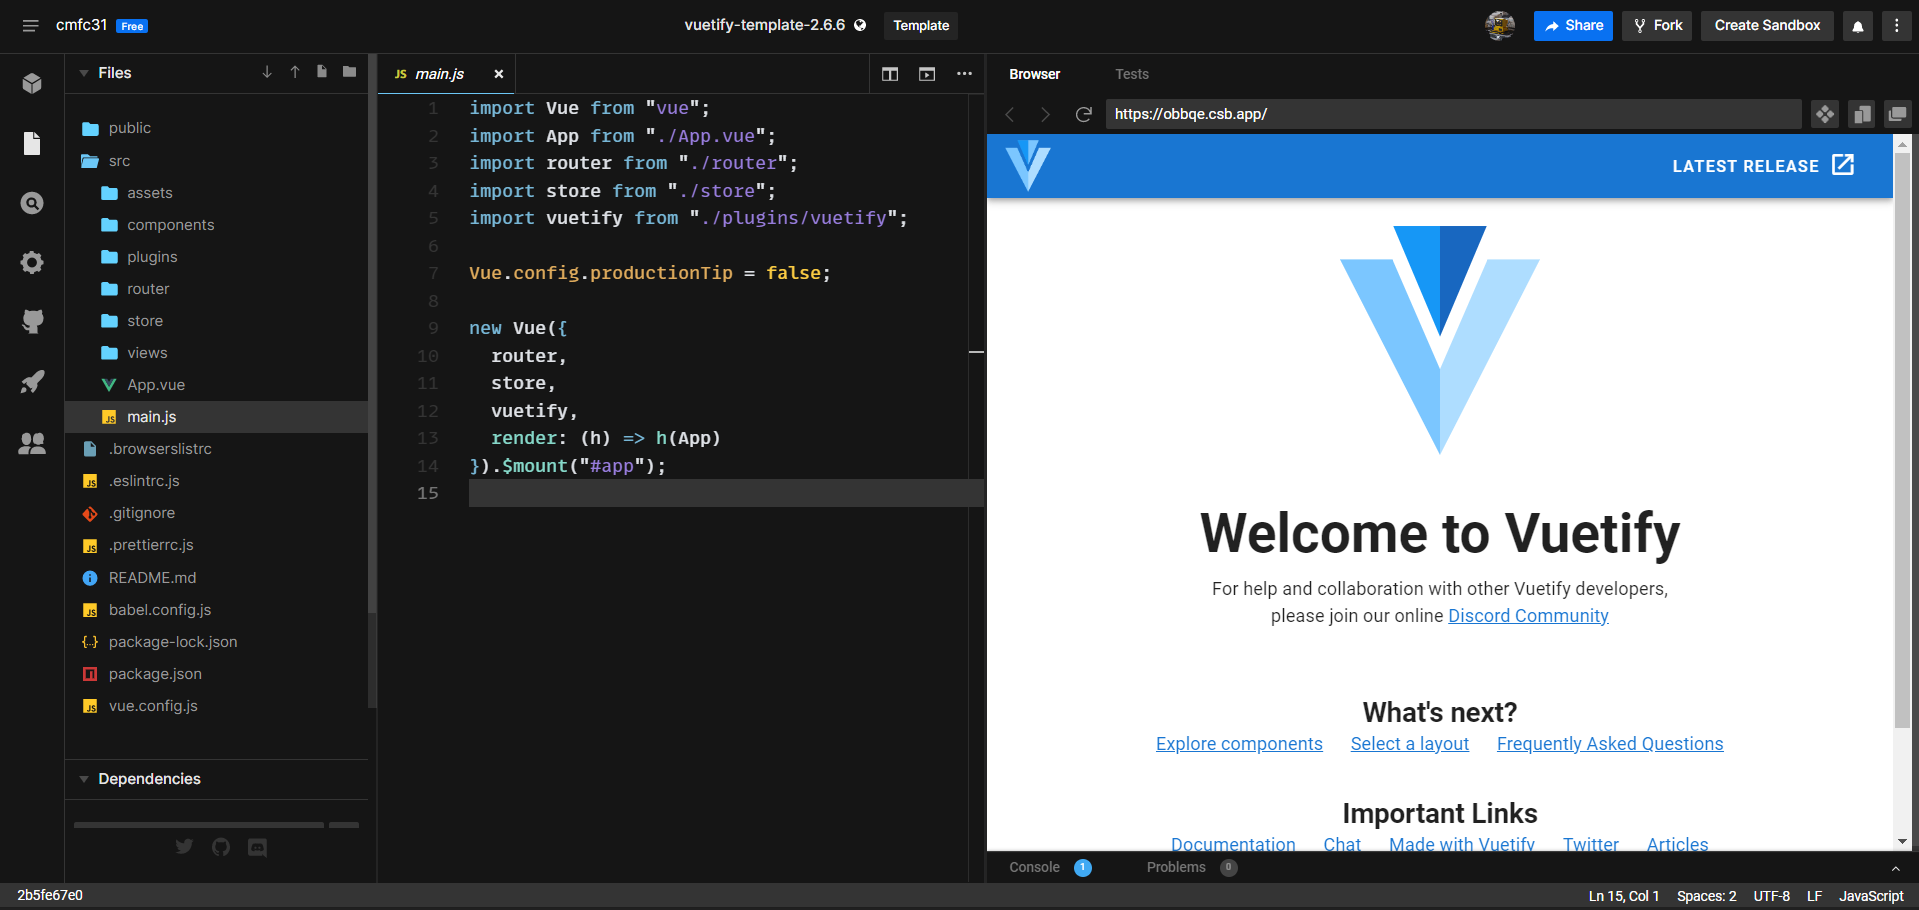 cmfc31 Free
vuetify-template-2.6.6 Template
Share Fork Create Sandbox
Files
public
src
assets
components
plugins
router
store
views
App.vue
JS main.js
.browserslistrc
JS .eslintrc.js
.gitignore
JS .prettierrc.js
README.md
JS babel.config.js
{..} package-lock.json
package.json
JS vue.config.js
Dependencies
JS main.js
1 import Vue from "vue";
2 import App from "./App.vue";
3 import router from "./router";
4 import store from "./store";
5 import vuetify from "./plugins/vuetify";
6
7 Vue.config.productionTip = false;
8
9 new Vue({
10 router,
11 store,
12 vuetify,
13 render: (h) => h(App)
14 }).$mount("#app");
15
Browser Tests
https://obbqe.csb.app/
LATEST RELEASE
Welcome to Vuetify
For help and collaboration with other Vuetify developers,
please join our online Discord Community
What's next?
Explore components Select a layout Frequently Asked Questions
Important Links
Documentation Chat Made with Vuetify Twitter Articles
Console 1 Problems 0
2b5fe67e0
Ln 15, Col 1 Spaces: 2 UTF-8 LF JavaScript